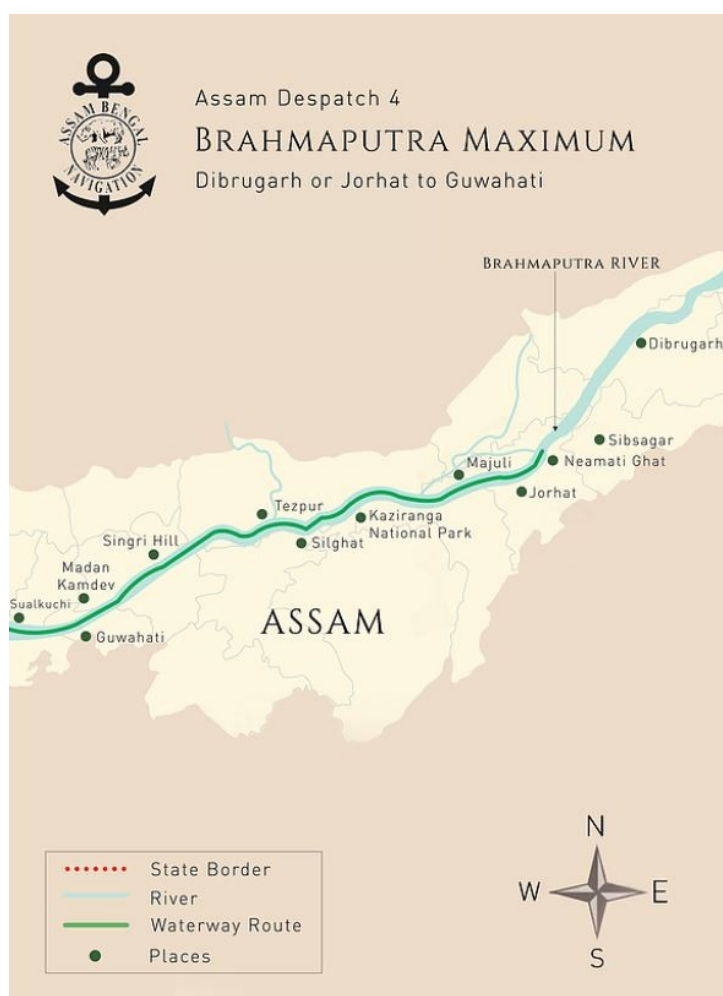 ASSAM BENGAL
NAVIGATION
Assam Despatch 4
BRAHMAPUTRA MAXIMUM
Dibrugarh or Jorhat to Guwahati
BRAHMAPUTRA RIVER
Dibrugarh
Sibsagar
Neamati Ghat
Majuli
Jorhat
Tezpur
Kaziranga
National Park
Silghat
Singri Hill
Madan
Kamdev
Sualkuchi
Guwahati
ASSAM
State Border
River
Waterway Route
Places
N
W
E
S